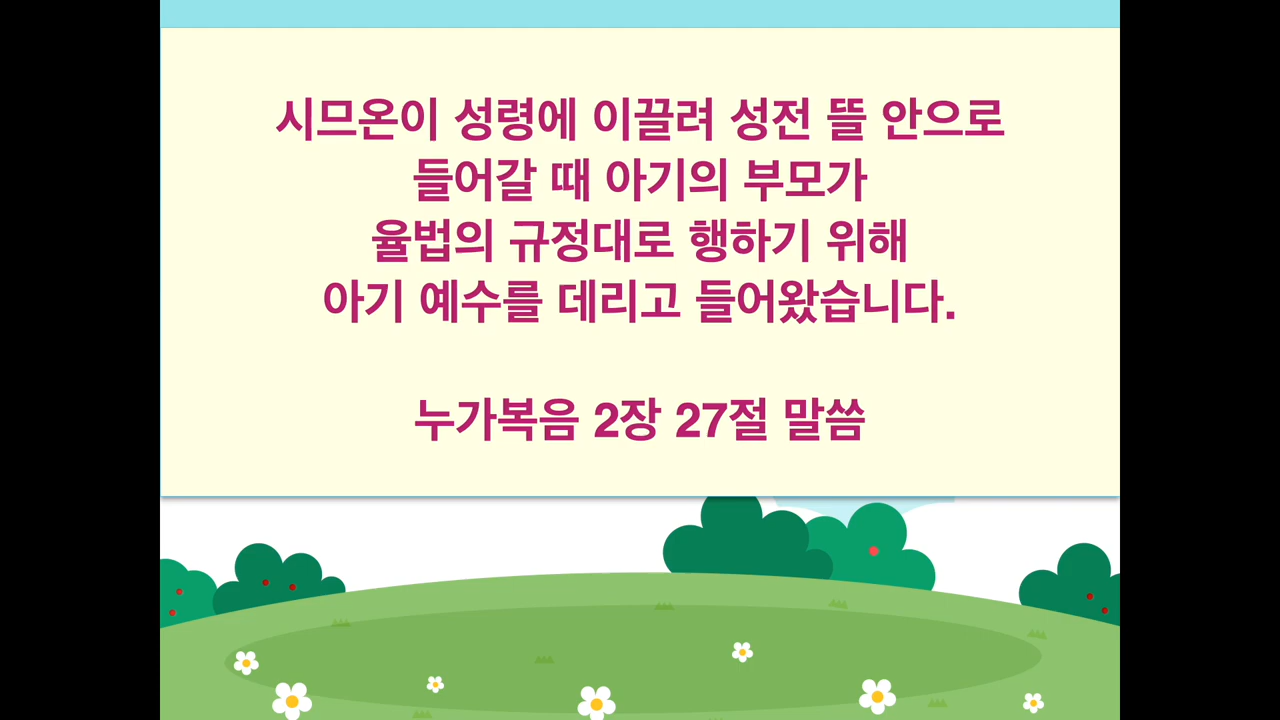 시므온이 성령에 이끌려 성전 뜰 안으로
들어갈 때 아기의 부모가
율법의 규정대로 행하기 위해
아기 예수를 데리고 들어왔습니다.
누가복음 2장 27절 말씀